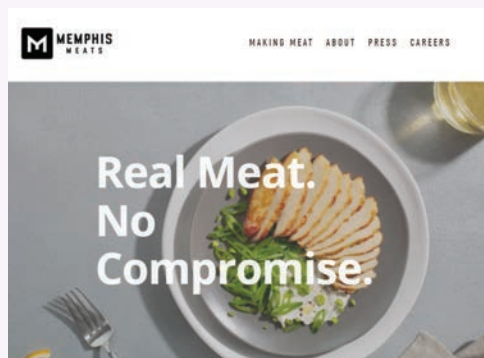 MEMPHIS
MEATS
MAKING MEAT ABOUT PRESS CAREERS
Real Meat.
No
Compromise.